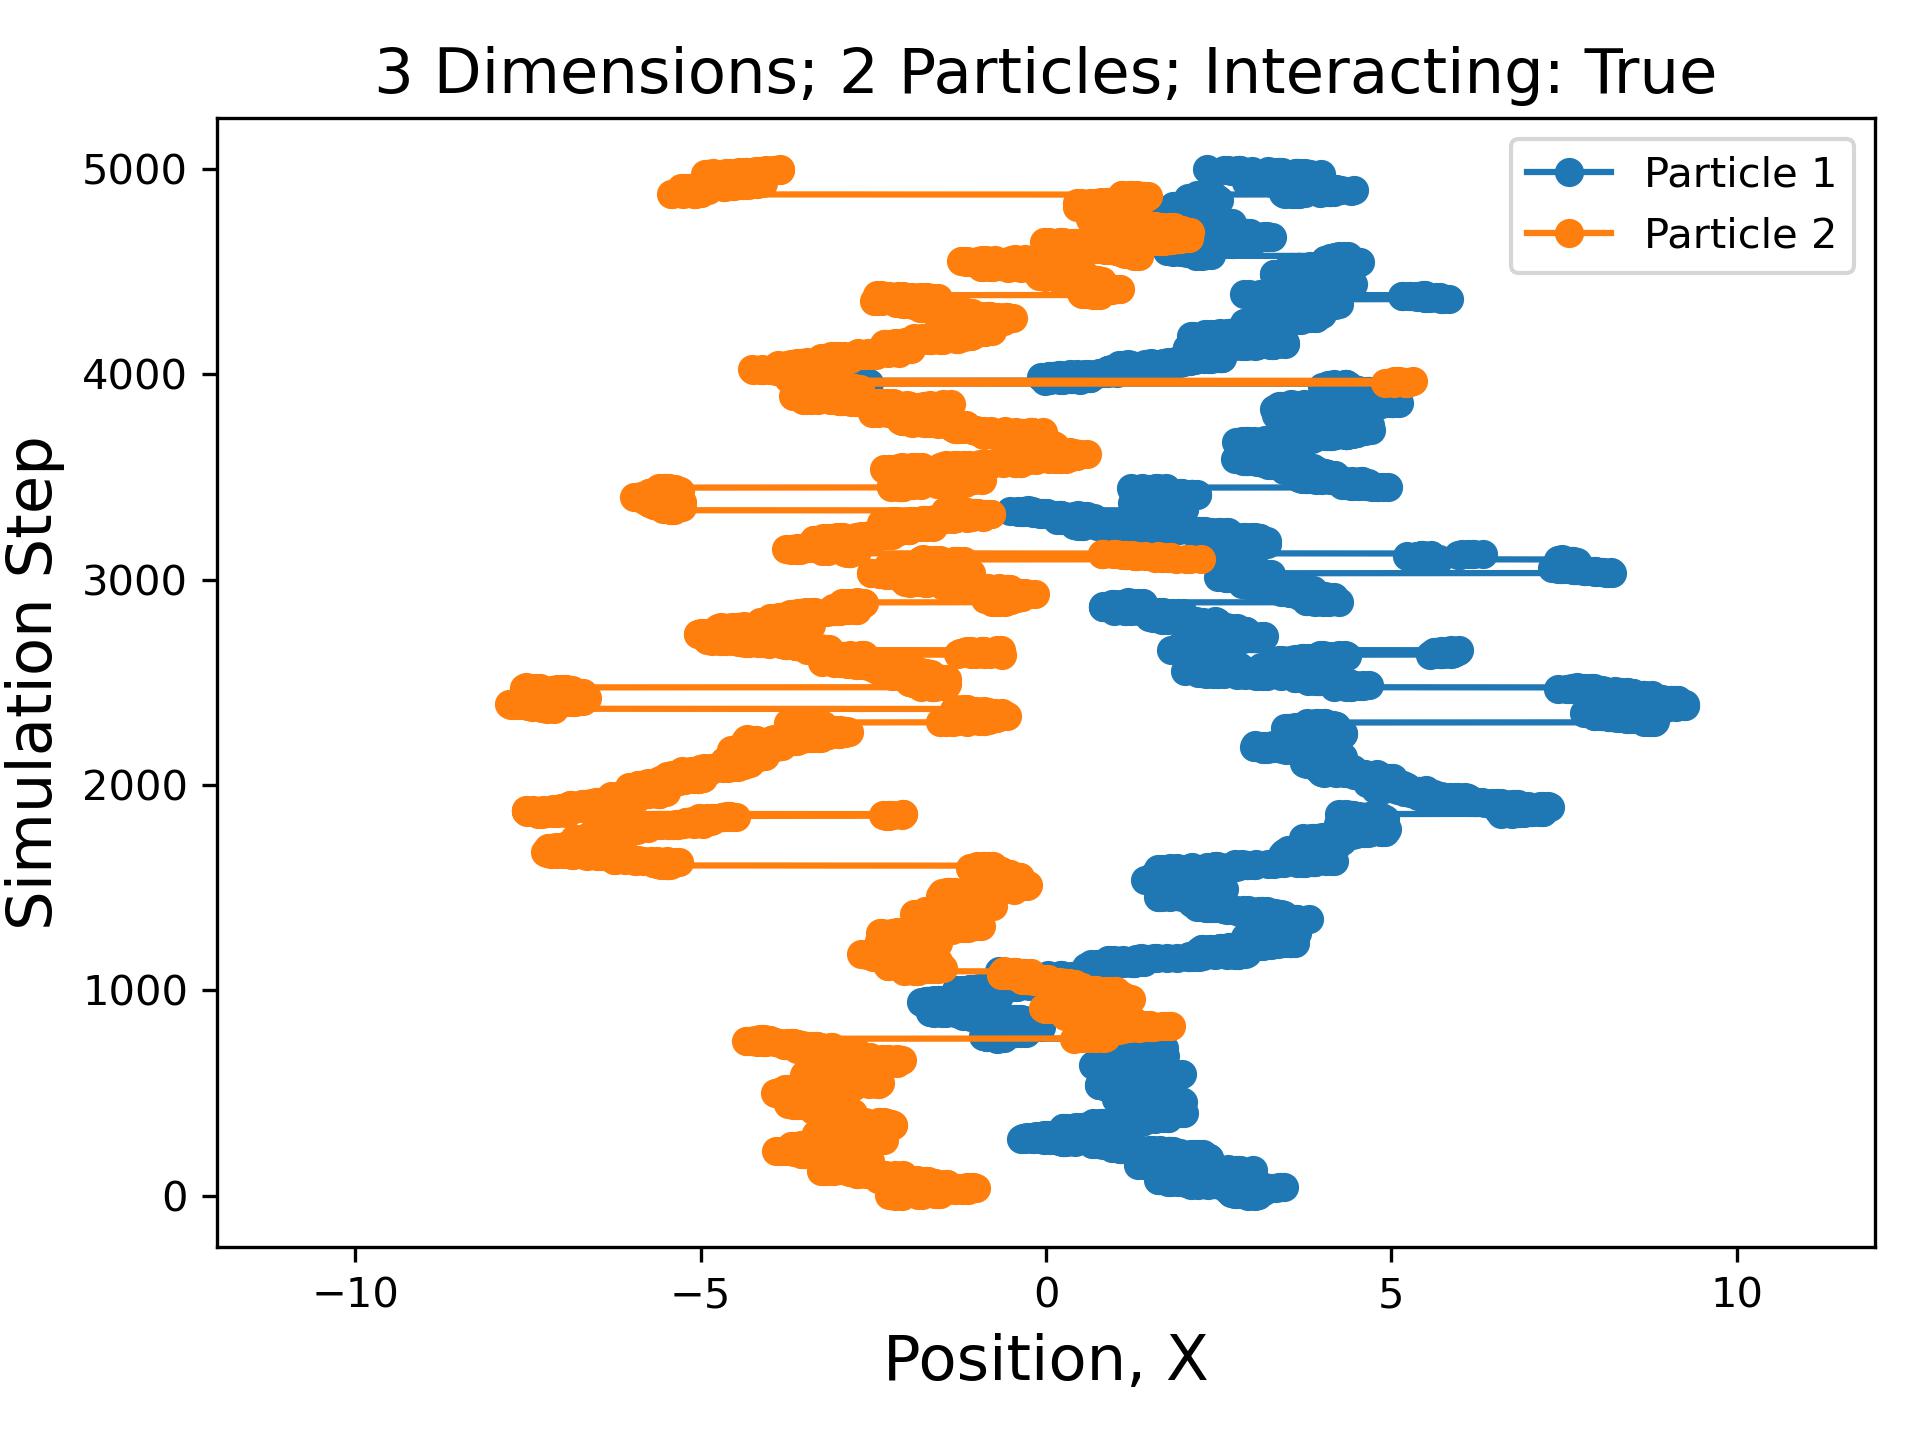 3 Dimensions; 2 Particles; Interacting: True
Particle 1
Particle 2
5000
4000
3000
2000
1000
0
Simulation Step
−10
−5
0
5
10
Position, X